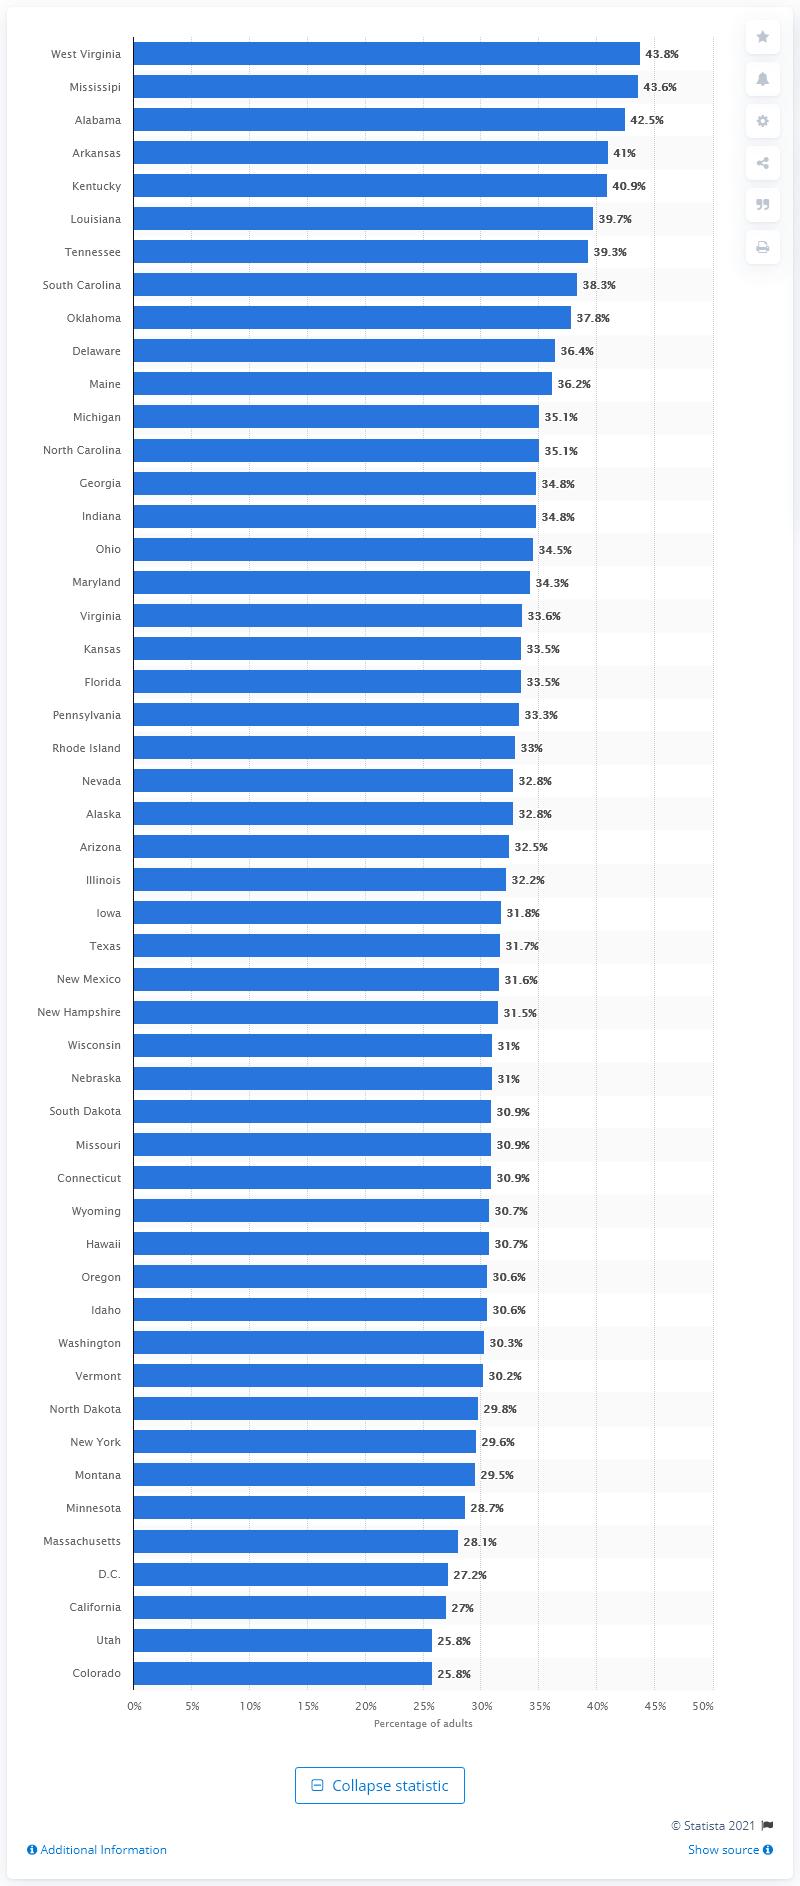 West Virginia 43.8%
Mississipi 43.6%
Alabama 42.5%
Arkansas 41%
Kentucky 40.9%
Louisiana 39.7%
Tennessee 39.3%
South Carolina 38.3%
Oklahoma 37.8%
Delaware 36.4%
Maine 36.2%
Michigan 35.1%
North Carolina 35.1%
Georgia 34.8%
Indiana 34.8%
Ohio 34.5%
Maryland 34.3%
Virginia 33.6%
Kansas 33.5%
Florida 33.5%
Pennsylvania 33.3%
Rhode Island 33%
Nevada 32.8%
Alaska 32.8%
Arizona 32.5%
Illinois 32.2%
Iowa 31.8%
Texas 31.7%
New Mexico 31.6%
New Hampshire 31.5%
Wisconsin 31%
Nebraska 31%
South Dakota 30.9%
Missouri 30.9%
Connecticut 30.9%
Wyoming 30.7%
Hawaii 30.7%
Oregon 30.6%
Idaho 30.6%
Washington 30.3%
Vermont 30.2%
North Dakota 29.8%
New York 29.6%
Montana 29.5%
Minnesota 28.7%
Massachusetts 28.1%
D.C. 27.2%
California 27%
Utah 25.8%
Colorado 25.8%
0% 5% 10% 15% 20% 25% 30% 35% 40% 45% 50%
Percentage of adults
Collapse statistic
© Statista 2021
Additional Information Show source